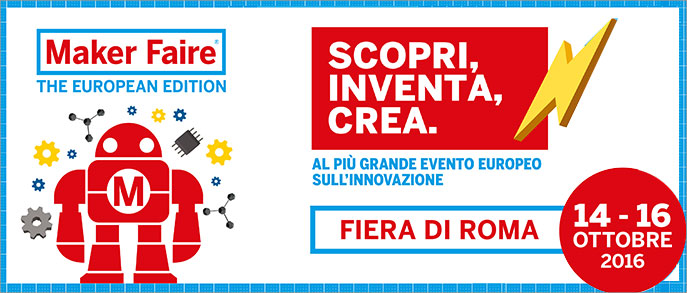 Maker Faire®
THE EUROPEAN EDITION
M
SCOPRI,
INVENTA,
CREA.
AL PIÙ GRANDE EVENTO EUROPEO
SULL'INNOVAZIONE
FIERA DI ROMA
14 - 16
OTTOBRE
2016